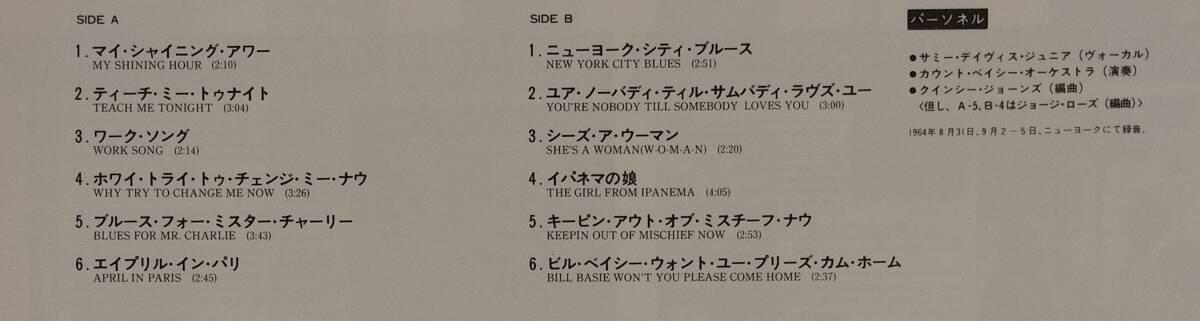 SIDE A
1. マイ・シャイニング・アワー
MY SHINING HOUR (2:10)
2. ティーチ・ミー・トゥナイト
TEACH ME TONIGHT (3:04)
3. ワーク・ソング
WORK SONG (2:14)
4. ホワイ・トライ・トゥ・チェンジ・ミー・ナウ
WHY TRY TO CHANGE ME NOW (3:26)
5. ブルース・フォー・ミスター・チャーリー
BLUES FOR MR. CHARLIE (3:43)
6. エイプリル・イン・パリ
APRIL IN PARIS (2:45)
SIDE B
1. ニューヨーク・シティ・ブルース
NEW YORK CITY BLUES (2:51)
2. ユア・ノーバディ・ティル・サムバディ・ラヴズ・ユー
YOU'RE NOBODY TILL SOMEBODY LOVES YOU (3:00)
3. シーズ・ア・ウーマン
SHE'S A WOMAN(W-O-M-A-N) (2:20)
4. イパネマの娘
THE GIRL FROM IPANEMA (4:05)
5. キーピン・アウト・オブ・ミスチーフ・ナウ
KEEPIN OUT OF MISCHIEF NOW (2:53)
6. ビル・ベイシー・ウォント・ユー・プリーズ・カム・ホーム
BILL BASIE WON'T YOU PLEASE COME HOME (2:37)
パーソネル
●サミー・デイヴィス・ジュニア (ヴォーカル)
●カウント・ベイシー・オーケストラ (演奏)
●クインシー・ジョーンズ (編曲)
〈但し、A-5、B-4はジョージ・ローズ (編曲)〉
1964年8月31日、9月2-5日、ニューヨークにて録音。